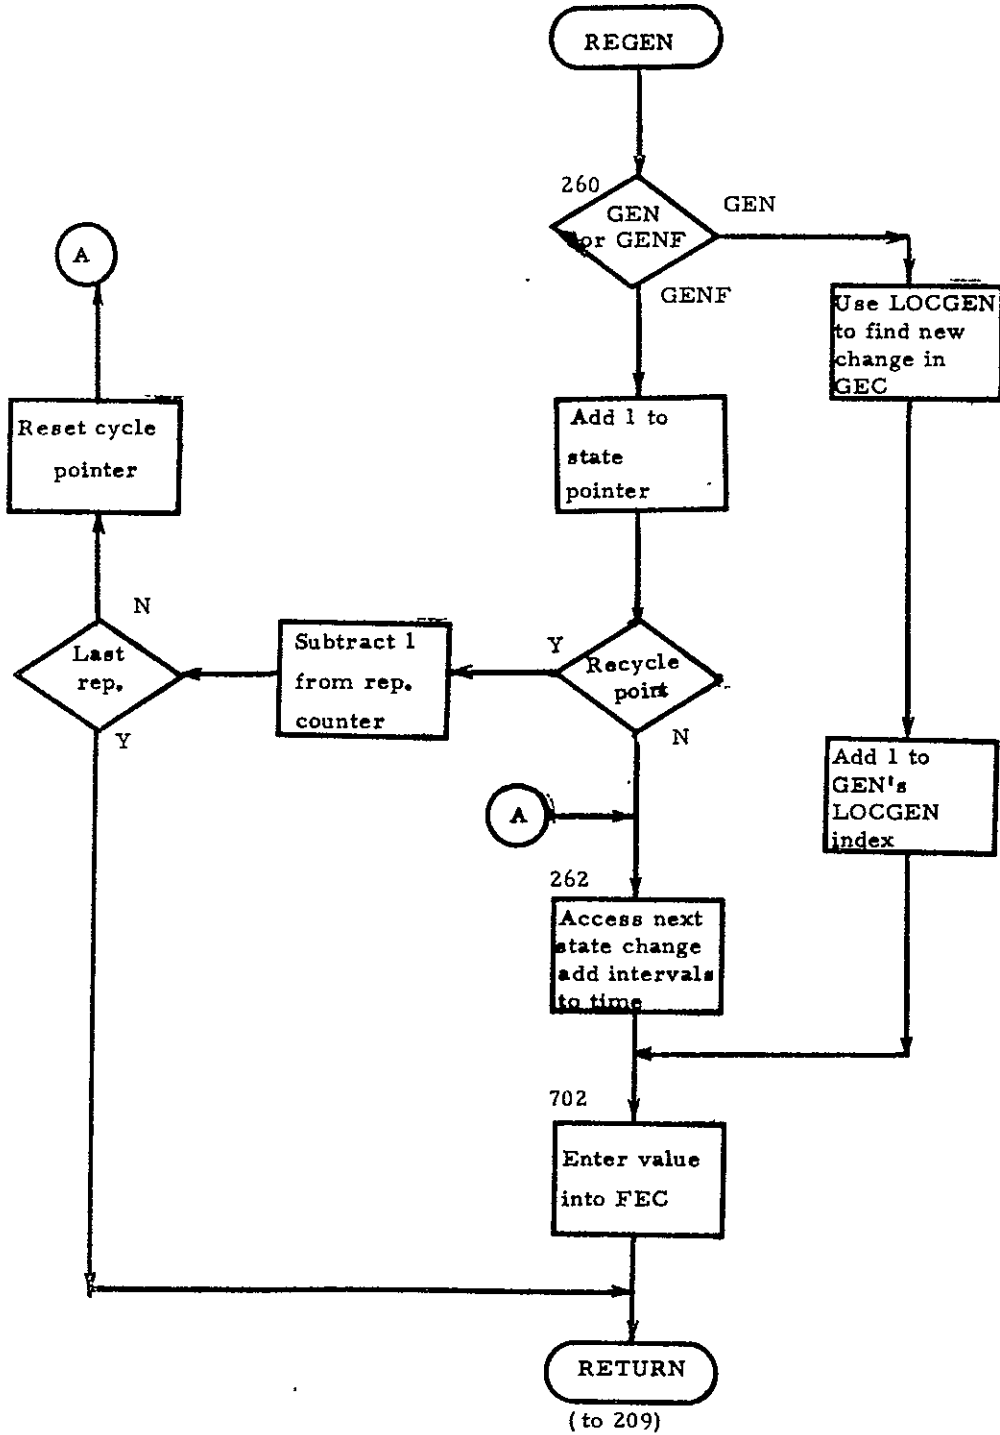 REGEN
260
GEN
or GENF
GEN
GENF
A
Use LOCGEN
to find new
change in
GEC
Reset cycle
pointer
Add 1 to
state
pointer
N
Last
rep.
Y
Subtract 1
from rep.
counter
Y
Recycle
point
N
Add 1 to
GEN's
LOCGEN
index
A
262
Access next
state change
add intervals
to time
702
Enter value
into FEC
RETURN
(to 209)